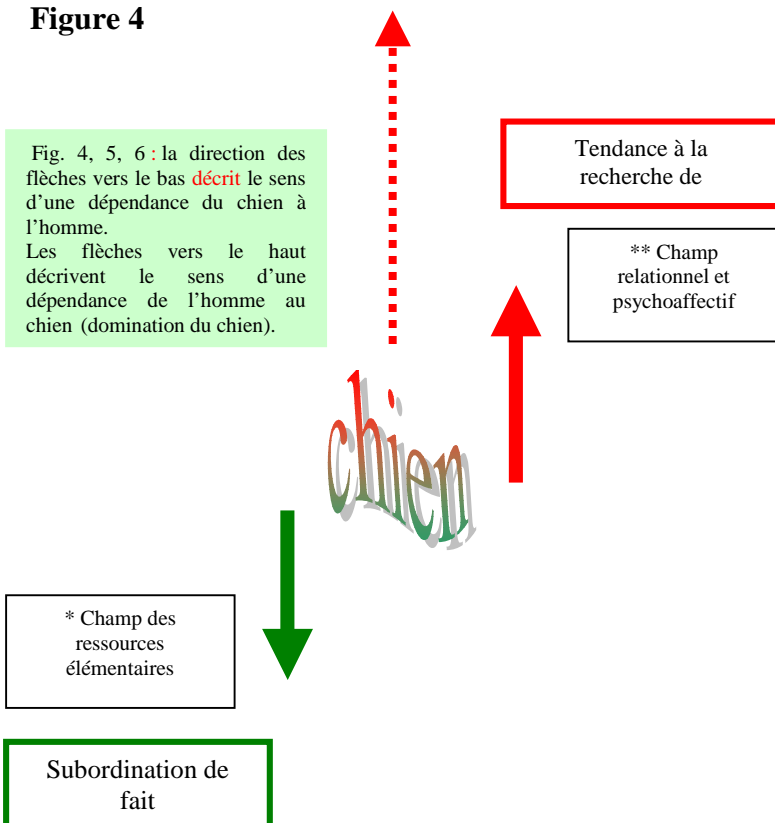 Figure 4
Fig. 4, 5, 6 : la direction des
flèches vers le bas décrit le sens
d’une dépendance du chien à
l’homme.
Les flèches vers le haut
décrivent le sens d’une
dépendance de l’homme au
chien (domination du chien).
Tendance à la
recherche de
** Champ
relationnel et
psychoaffectif
chien
* Champ des
ressources
élémentaires
Subordination de
fait